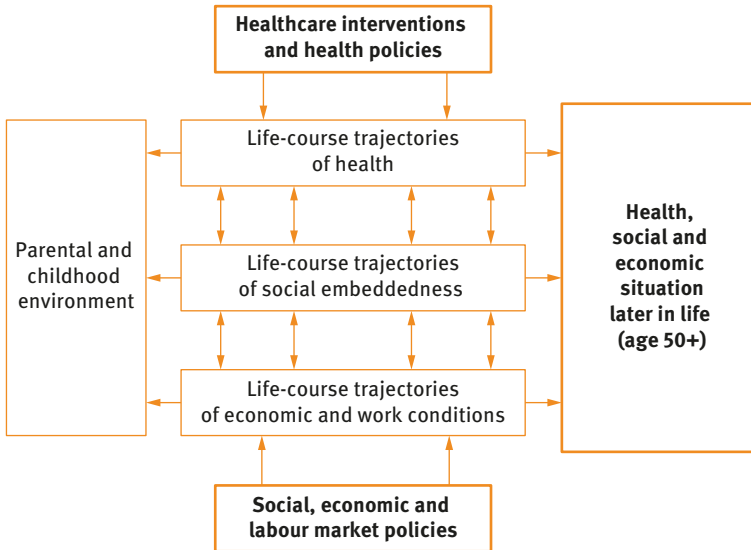 Healthcare interventions
and health policies
Life-course trajectories
of health
Parental and
childhood
environment
Life-course trajectories
of social embeddedness
Health,
social and
economic
situation
later in life
(age 50+)
Life-course trajectories
of economic and work conditions
Social, economic and
labour market policies